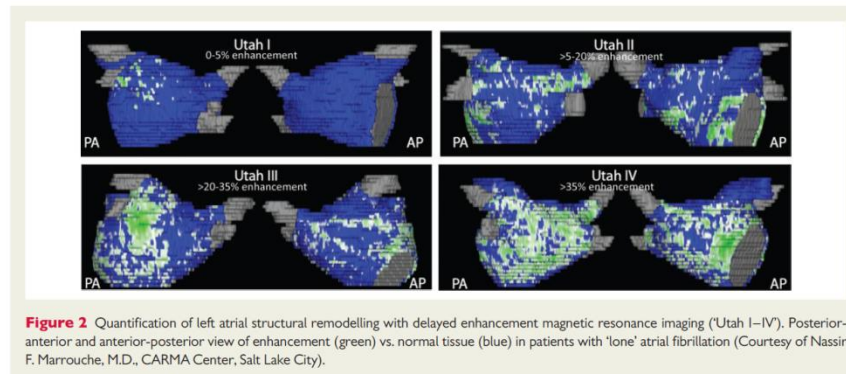 Utah I
0-5% enhancement
PA
AP
Utah II
>5-20% enhancement
PA
AP
Utah III
>20-35% enhancement
PA
AP
Utah IV
>35% enhancement
PA
AP
Figure 2 Quantification of left atrial structural remodelling with delayed enhancement magnetic resonance imaging (‘Utah I–IV’). Posterior-
anterior and anterior-posterior view of enhancement (green) vs. normal tissue (blue) in patients with ‘lone’ atrial fibrillation (Courtesy of Nassir
F. Marrouche, M.D., CARMA Center, Salt Lake City).